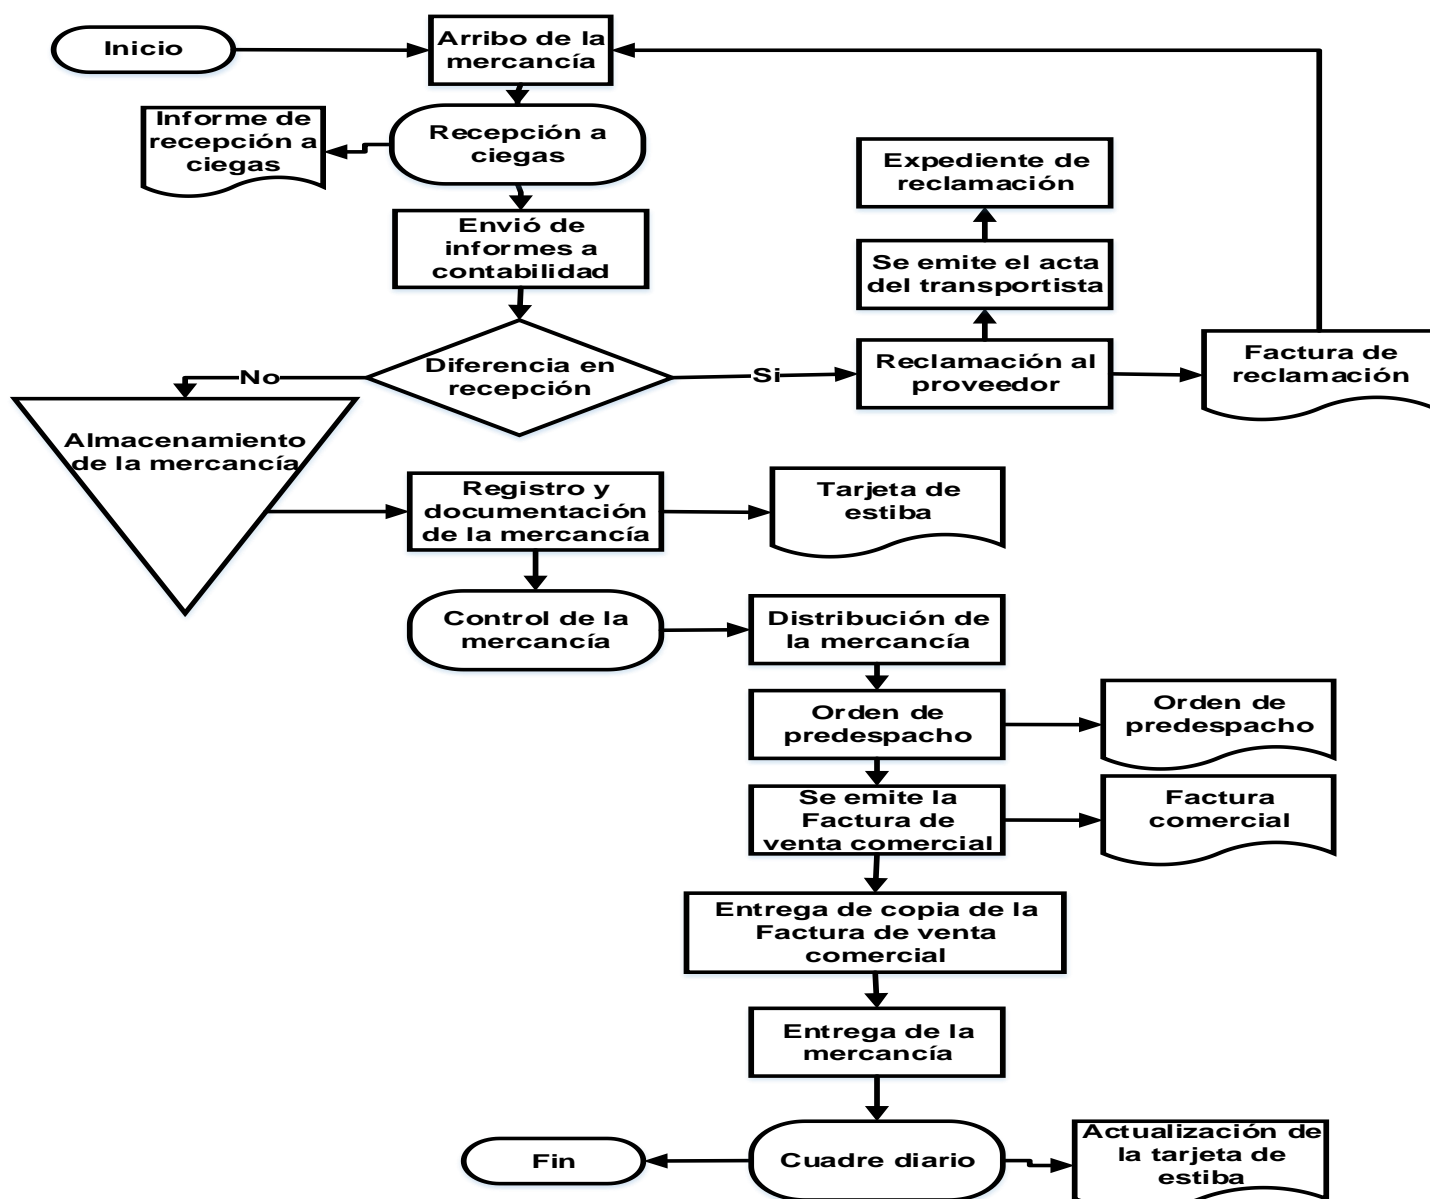 Inicio
Arribo de la
mercancía
Informe de
recepción a
ciegas
Recepción a
ciegas
Expediente de
reclamación
Envió de
informes a
contabilidad
Se emite el acta
del transportista
Diferencia en
recepción
No
Si
Reclamación al
proveedor
Factura de
reclamación
Almacenamiento
de la mercancía
Registro y
documentación
de la mercancía
Tarjeta de
estiba
Control de la
mercancía
Distribución de
la mercancía
Orden de
predespacho
Orden de
predespacho
Se emite la
Factura de
venta comercial
Factura
comercial
Entrega de copia de la
Factura de venta
comercial
Entrega de la
mercancía
Fin
Cuadre diario
Actualización de
la tarjeta de
estiba